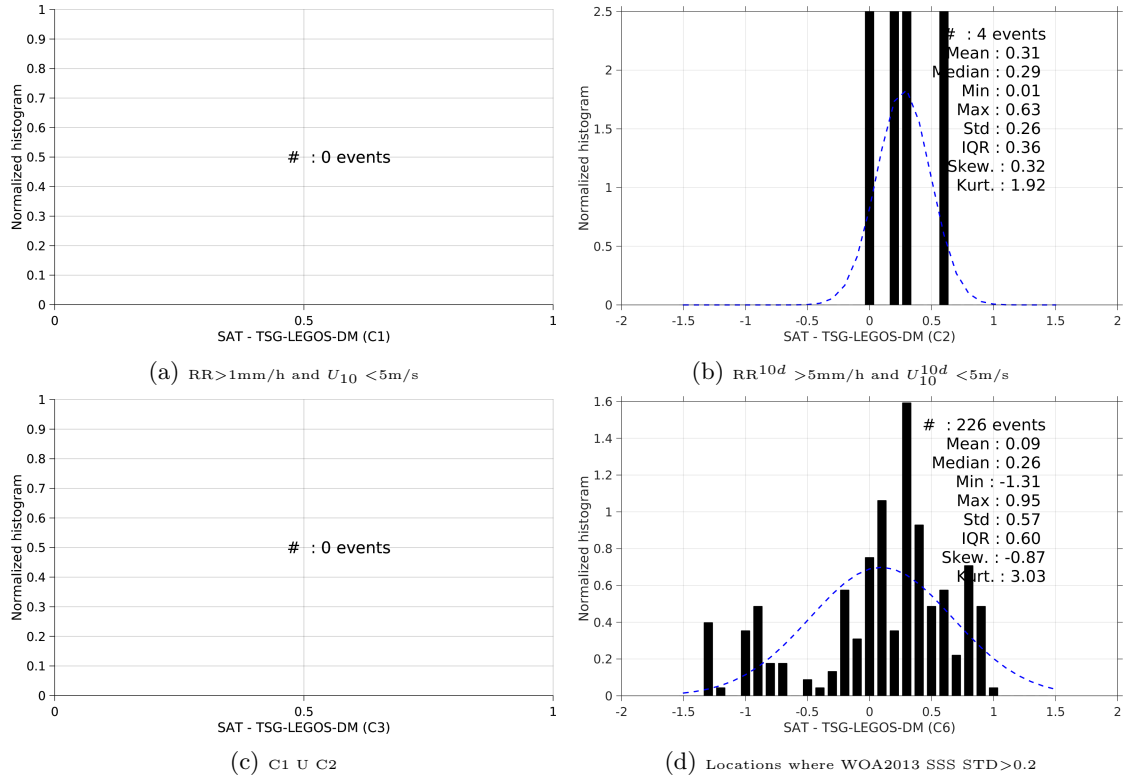 1
0.9
0.8
0.7
0.6
0.5
0.4
0.3
0.2
0.1
0
Normalized histogram
# : 0 events
0 0.5 1
SAT - TSG-LEGOS-DM (C1)
(a) RR>1mm/h and U10 <5m/s
2.5
2
1.5
1
0.5
0
Normalized histogram
# : 4 events
Mean : 0.31
Median : 0.29
Min : 0.01
Max : 0.63
Std : 0.26
IQR : 0.36
Skew. : 0.32
Kurt. : 1.92
-2 -1.5 -1 -0.5 0 0.5 1 1.5 2
SAT - TSG-LEGOS-DM (C2)
(b) RR10d >5mm/h and U10d10 <5m/s
1
0.9
0.8
0.7
0.6
0.5
0.4
0.3
0.2
0.1
0
Normalized histogram
# : 0 events
0 0.5 1
SAT - TSG-LEGOS-DM (C3)
(c) C1 U C2
1.6
1.4
1.2
1
0.8
0.6
0.4
0.2
0
Normalized histogram
# : 226 events
Mean : 0.09
Median : 0.26
Min : -1.31
Max : 0.95
Std : 0.57
IQR : 0.60
Skew. : -0.87
Kurt. : 3.03
-2 -1.5 -1 -0.5 0 0.5 1 1.5 2
SAT - TSG-LEGOS-DM (C6)
(d) Locations where WOA2013 SSS STD>0.2